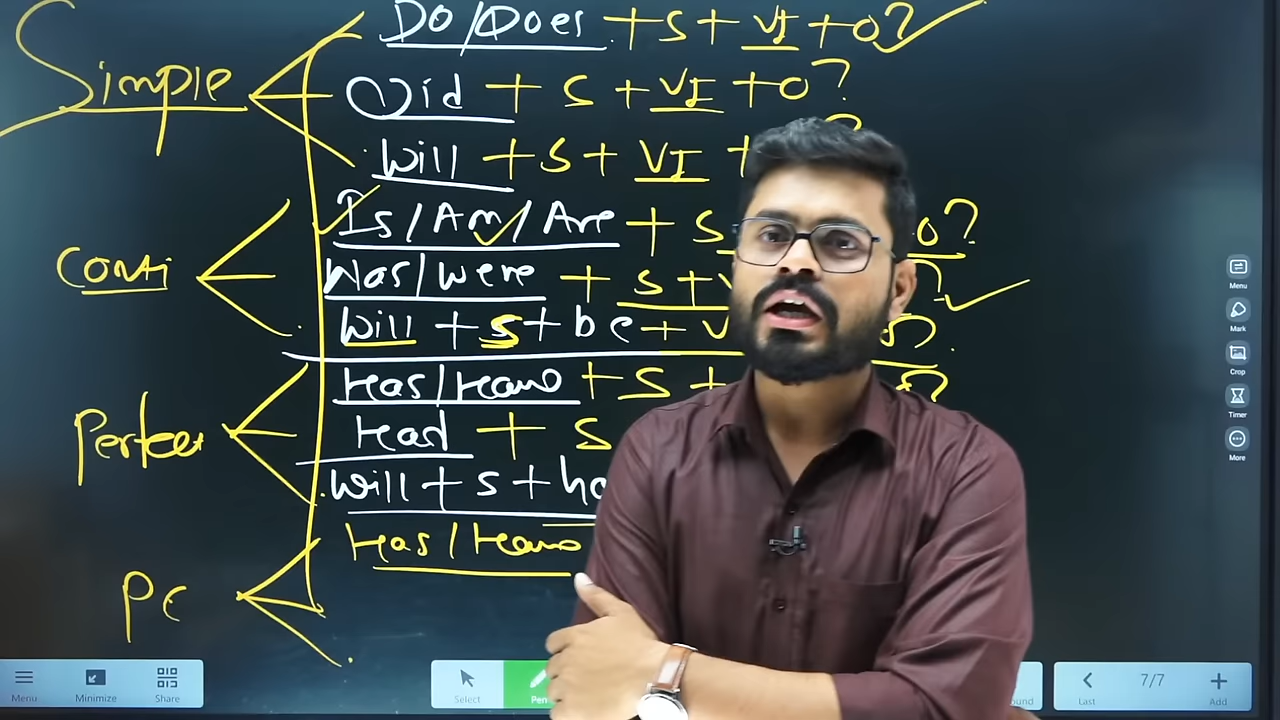 Simple
Do/Does + S + VI + O?
Did + S + VI + O?
Will + S + VI + ?
Conti
Is/Am/Are + S O?
Was/were + S + V ?
Will + S + be + V ?
Perfect
Has/Have + S + ?
Had + S
Will + S + ha
Has/Have
PC
Menu
Mark
Crop
Timer
More
Menu Minimize Share Select Pen ound Last 7/7 Add